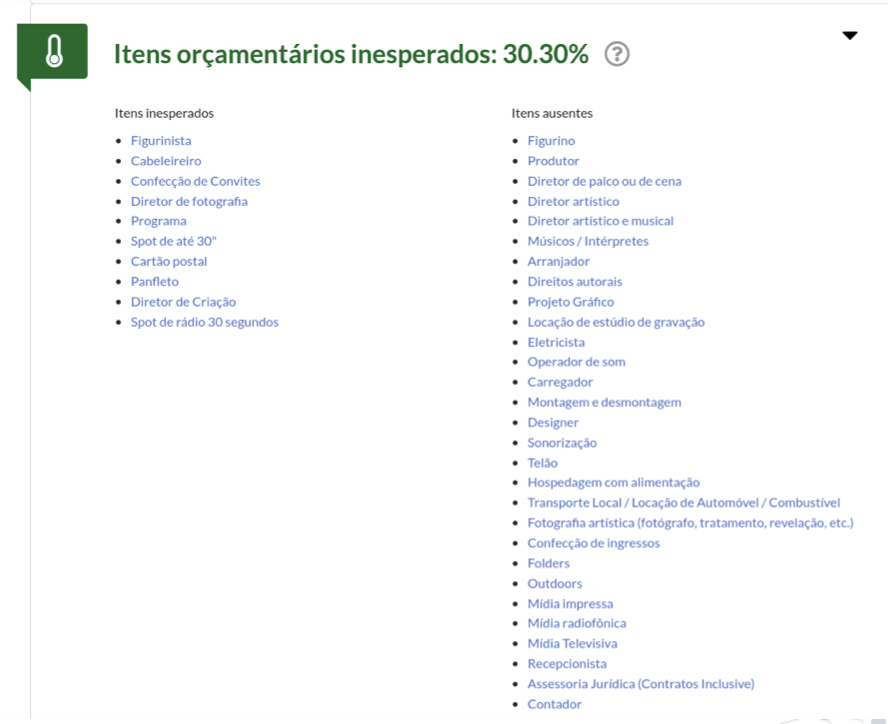 Itens orçamentários inesperados: 30.30% ?
Itens inesperados
Figurinista
Cabeleireiro
Confecção de Convites
Diretor de fotografia
Programa
Spot de até 30"
Cartão postal
Panfleto
Diretor de Criação
Spot de rádio 30 segundos
Itens ausentes
Figurino
Produtor
Diretor de palco ou de cena
Diretor artístico
Diretor artístico e musical
Músicos / Intérpretes
Arranjador
Direitos autorais
Projeto Gráfico
Locação de estúdio de gravação
Eletricista
Operador de som
Carregador
Montagem e desmontagem
Designer
Sonorização
Telão
Hospedagem com alimentação
Transporte Local / Locação de Automóvel / Combustível
Fotografia artística (fotógrafo, tratamento, revelação, etc.)
Confecção de ingressos
Folders
Outdoors
Mídia impressa
Mídia radiofônica
Mídia Televisiva
Recepcionista
Assessoria Jurídica (Contratos Inclusive)
Contador